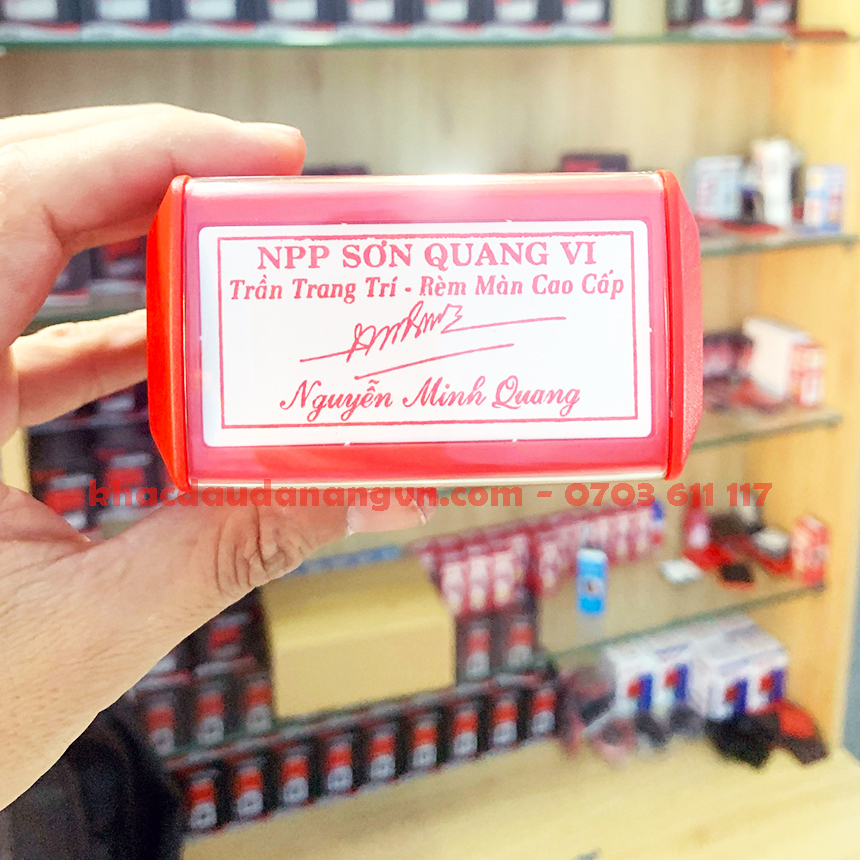 NPP SƠN QUANG VI
Trần Trang Trí - Rèm Màn Cao Cấp
Nguyễn Minh Quang
khacdaudanangvn.com - 0703 611 117